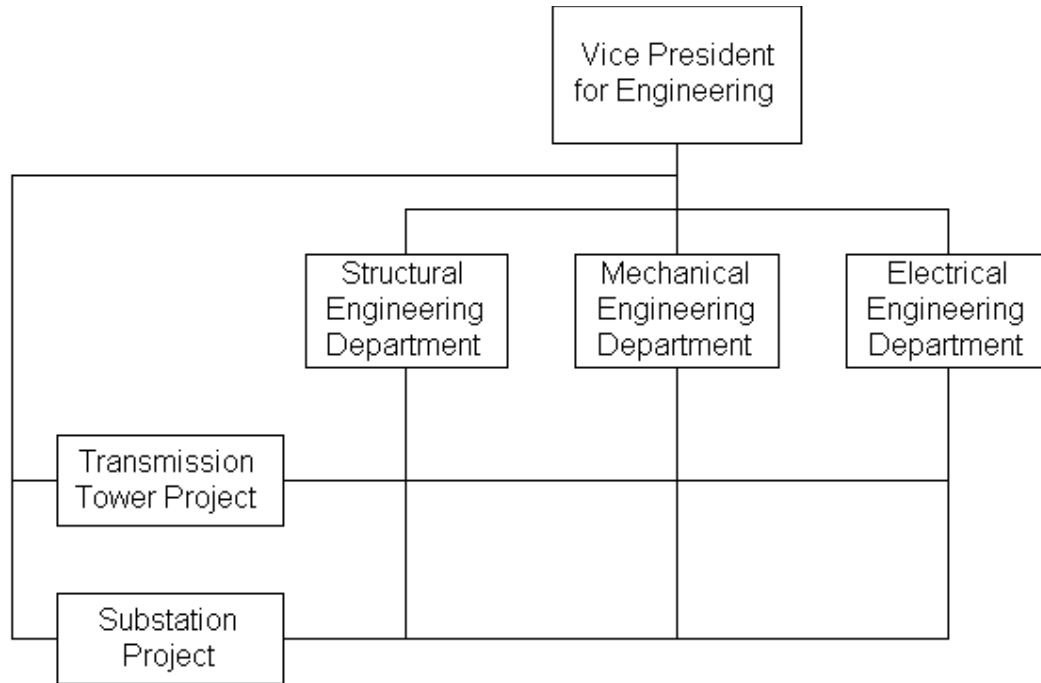 Vice President
for Engineering
Structural
Engineering
Department
Mechanical
Engineering
Department
Electrical
Engineering
Department
Transmission
Tower Project
Substation
Project